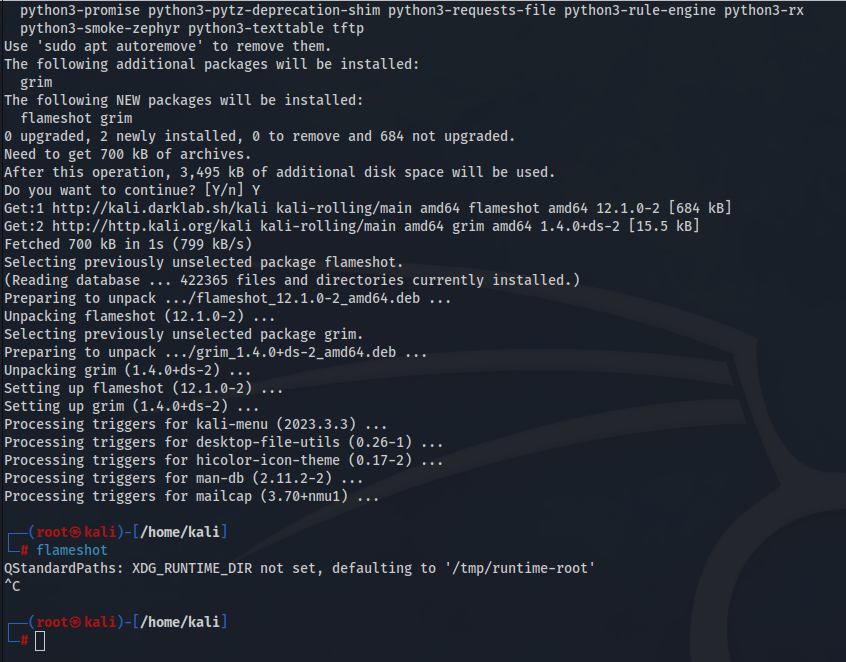 python3-promise python3-pytz-deprecation-shim python3-requests-file python3-rule-engine python3-rx
python3-smoke-zephyr python3-texttable tftp
Use 'sudo apt autoremove' to remove them.
The following additional packages will be installed:
grim
The following NEW packages will be installed:
flameshot grim
0 upgraded, 2 newly installed, 0 to remove and 684 not upgraded.
Need to get 700 kB of archives.
After this operation, 3,495 kB of additional disk space will be used.
Do you want to continue? [Y/n] Y
Get:1 http://kali.darklab.sh/kali kali-rolling/main amd64 flameshot amd64 12.1.0-2 [684 kB]
Get:2 http://http.kali.org/kali kali-rolling/main amd64 grim amd64 1.4.0+ds-2 [15.5 kB]
Fetched 700 kB in 1s (799 kB/s)
Selecting previously unselected package flameshot.
(Reading database ... 422365 files and directories currently installed.)
Preparing to unpack .../flameshot_12.1.0-2_amd64.deb ...
Unpacking flameshot (12.1.0-2) ...
Selecting previously unselected package grim.
Preparing to unpack .../grim_1.4.0+ds-2_amd64.deb ...
Unpacking grim (1.4.0+ds-2) ...
Setting up flameshot (12.1.0-2) ...
Setting up grim (1.4.0+ds-2) ...
Processing triggers for kali-menu (2023.3.3) ...
Processing triggers for desktop-file-utils (0.26-1) ...
Processing triggers for hicolor-icon-theme (0.17-2) ...
Processing triggers for man-db (2.11.2-2) ...
Processing triggers for mailcap (3.70+nmu1) ...
┌──(root㉿kali)-[/home/kali]
└─# flameshot
QStandardPaths: XDG_RUNTIME_DIR not set, defaulting to '/tmp/runtime-root'
^C
┌──(root㉿kali)-[/home/kali]
└─#